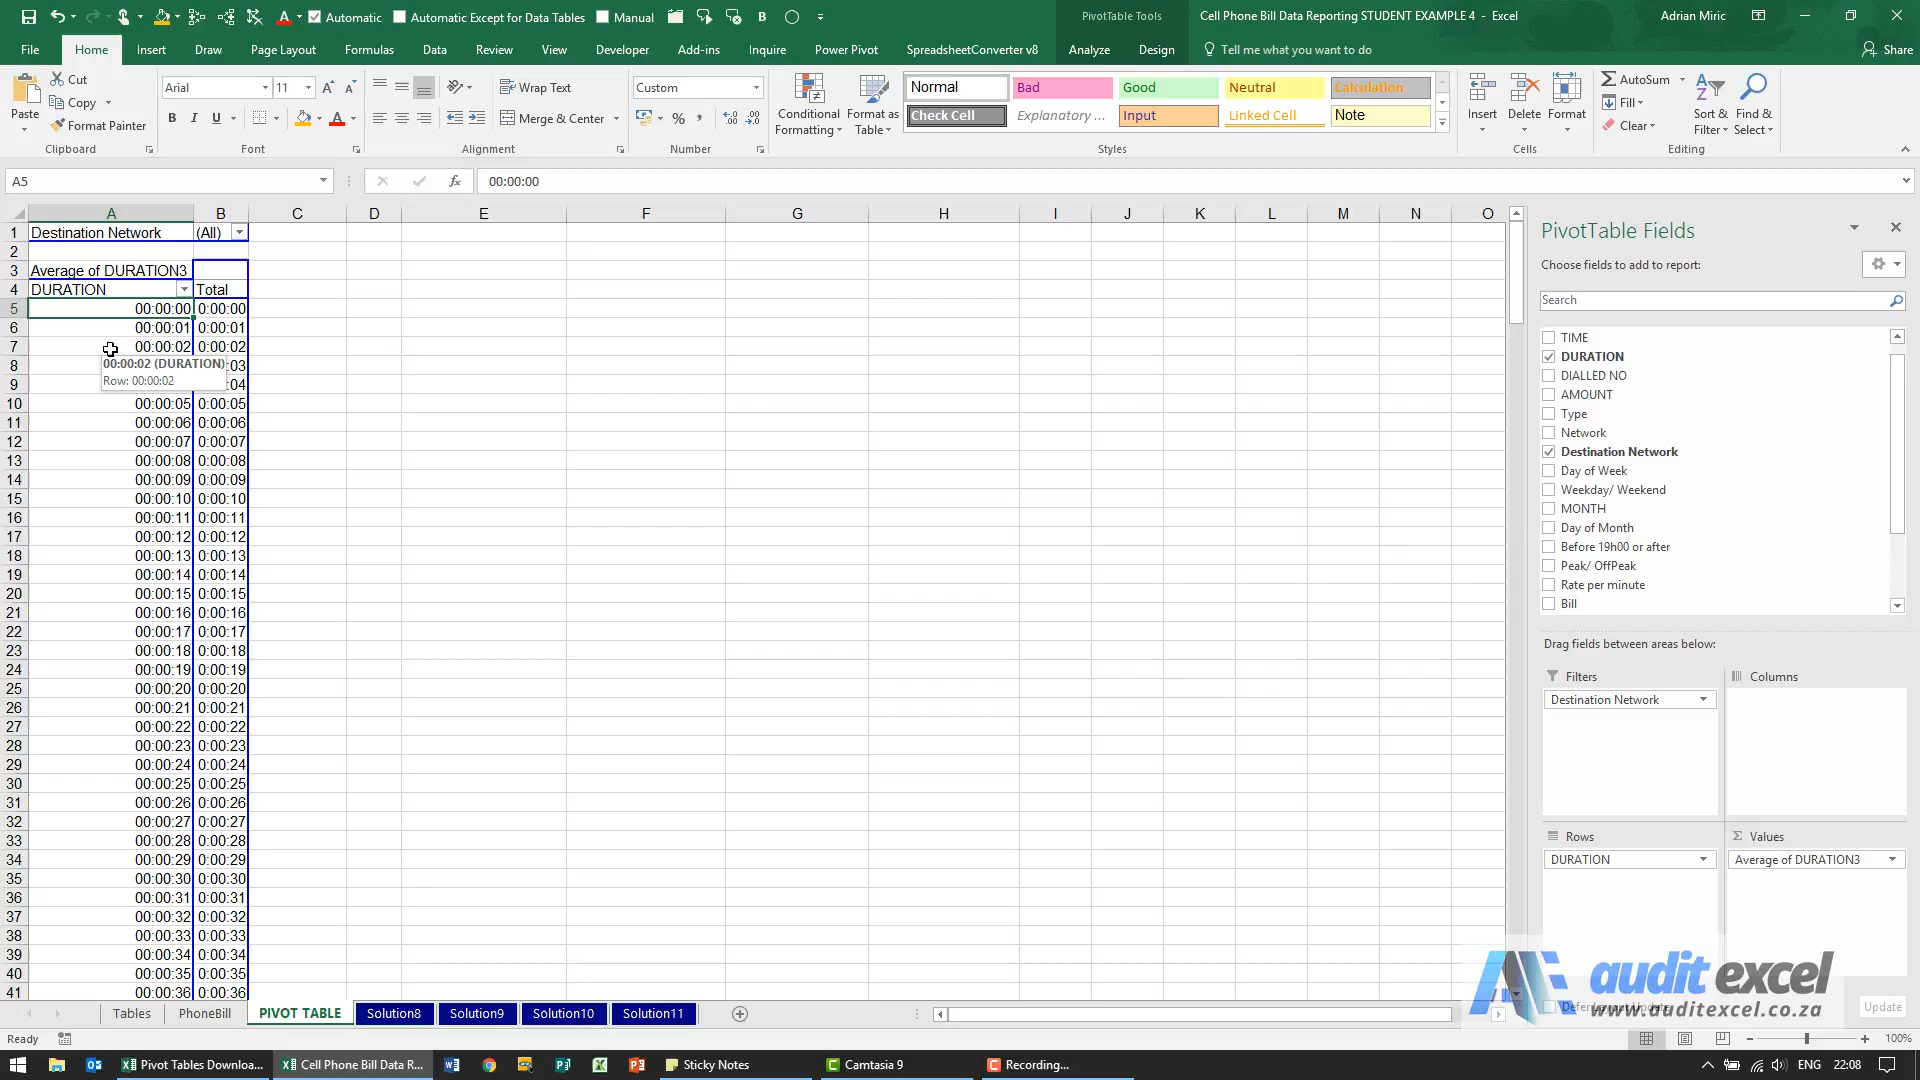 Automatic Automatic Except for Data Tables Manual B
PivotTable Tools
Cell Phone Bill Data Reporting STUDENT EXAMPLE 4 - Excel
Adrian Miric
File Home Insert Draw Page Layout Formulas Data Review View Developer Add-ins Inquire Power Pivot SpreadsheetConverter v8 Analyze Design Tell me what you want to do Share
Paste
Cut
Copy
Format Painter
Clipboard
Arial 11
B I U
Font
Wrap Text
Merge & Center
Alignment
Custom
Number
Conditional Formatting
Format as Table
Normal Bad Good Neutral Calculation
Check Cell Explanatory ... Input Linked Cell Note
Styles
Insert Delete Format
Cells
AutoSum
Fill
Clear
Sort & Filter
Find & Select
Editing
A5 fx 00:00:00
A B C D E F G H I J K L M N O
1 Destination Network (All)
2
3 Average of DURATION3
4 DURATION Total
5 00:00:00 0:00:00
6 00:00:01 0:00:01
7 00:00:02 0:00:02
8 00:00:02 (DURATION) :03
9 Row: 00:00:02 :04
10 00:00:05 0:00:05
11 00:00:06 0:00:06
12 00:00:07 0:00:07
13 00:00:08 0:00:08
14 00:00:09 0:00:09
15 00:00:10 0:00:10
16 00:00:11 0:00:11
17 00:00:12 0:00:12
18 00:00:13 0:00:13
19 00:00:14 0:00:14
20 00:00:15 0:00:15
21 00:00:16 0:00:16
22 00:00:17 0:00:17
23 00:00:18 0:00:18
24 00:00:19 0:00:19
25 00:00:20 0:00:20
26 00:00:21 0:00:21
27 00:00:22 0:00:22
28 00:00:23 0:00:23
29 00:00:24 0:00:24
30 00:00:25 0:00:25
31 00:00:26 0:00:26
32 00:00:27 0:00:27
33 00:00:28 0:00:28
34 00:00:29 0:00:29
35 00:00:30 0:00:30
36 00:00:31 0:00:31
37 00:00:32 0:00:32
38 00:00:33 0:00:33
39 00:00:34 0:00:34
40 00:00:35 0:00:35
41 00:00:36 0:00:36
PivotTable Fields
Choose fields to add to report:
Search
TIME
DURATION
DIALLED NO
AMOUNT
Type
Network
Destination Network
Day of Week
Weekday/ Weekend
MONTH
Day of Month
Before 19h00 or after
Peak/ OffPeak
Rate per minute
Bill
Drag fields between areas below:
Filters
Destination Network
Columns
Rows
DURATION
Values
Average of DURATION3
Defer Layout Update
Update
audit excel
www.auditexcel.co.za
Tables PhoneBill PIVOT TABLE Solution8 Solution9 Solution10 Solution11
Ready
100%
Pivot Tables Downloa... Cell Phone Bill Data R... Sticky Notes Camtasia 9 Recording...
ENG 22:08